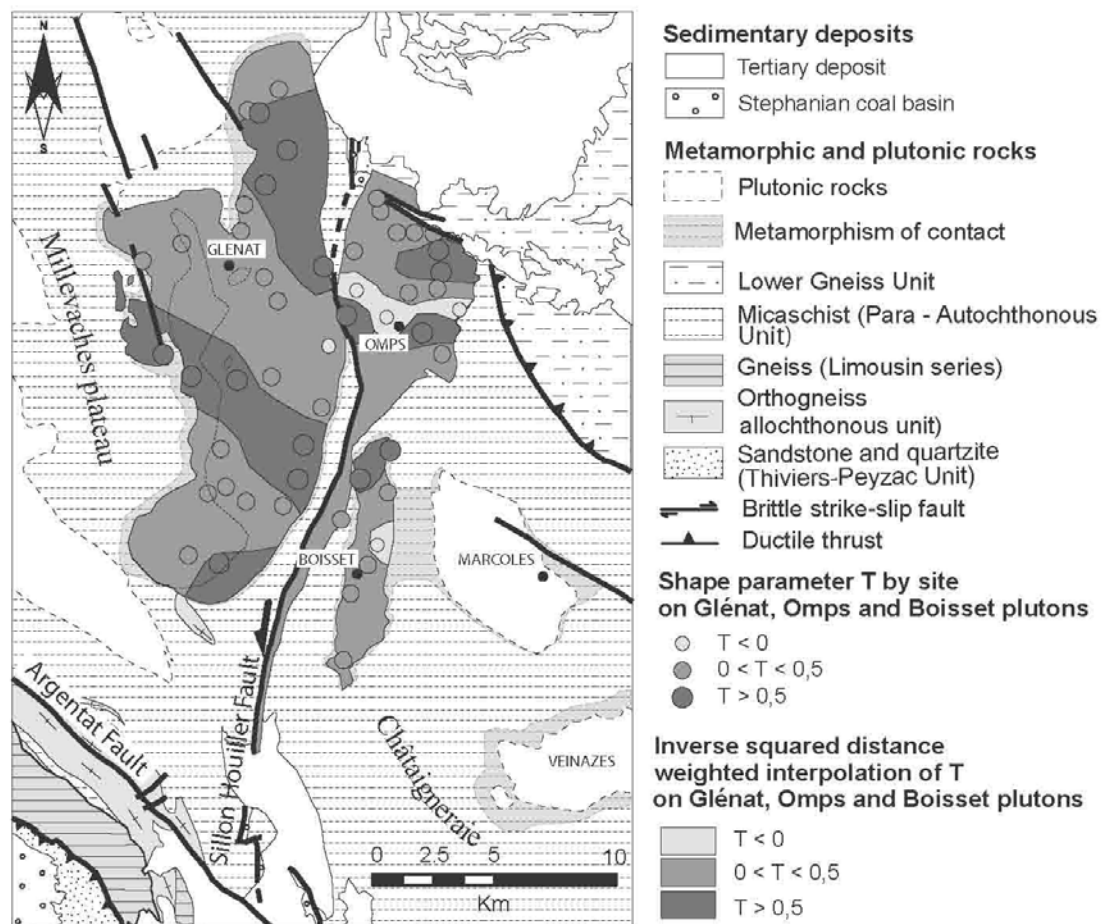 N
S
Millevaches plateau
GLENAT
OMPS
BOISSET
MARCOLES
VEINAZES
Argentat Fault
Sillon Houiller Fault
Châtaigneraie
0 2.5 5 10
Km
Sedimentary deposits
Tertiary deposit
Stephanian coal basin
Metamorphic and plutonic rocks
Plutonic rocks
Metamorphism of contact
Lower Gneiss Unit
Micaschist (Para - Autochthonous
Unit)
Gneiss (Limousin series)
Orthogneiss
allochthonous unit)
Sandstone and quartzite
(Thiviers-Peyzac Unit)
Brittle strike-slip fault
Ductile thrust
Shape parameter T by site
on Glénat, Omps and Boisset plutons
T < 0
0 < T < 0,5
T > 0,5
Inverse squared distance
weighted interpolation of T
on Glénat, Omps and Boisset plutons
T < 0
0 < T < 0,5
T > 0,5